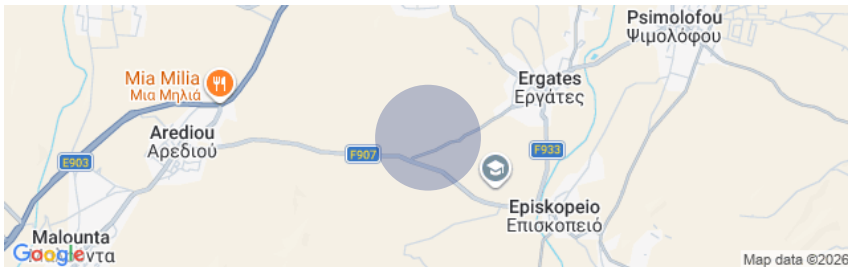 Psimolofou
Ψιμολόφου
Mia Milia
Μια Μηλιά
Ergates
Εργάτες
Arediou
Αρεδιού
E903
F907
F933
Episkopeio
Επισκοπειό
Malounta
Google
Map data ©2026